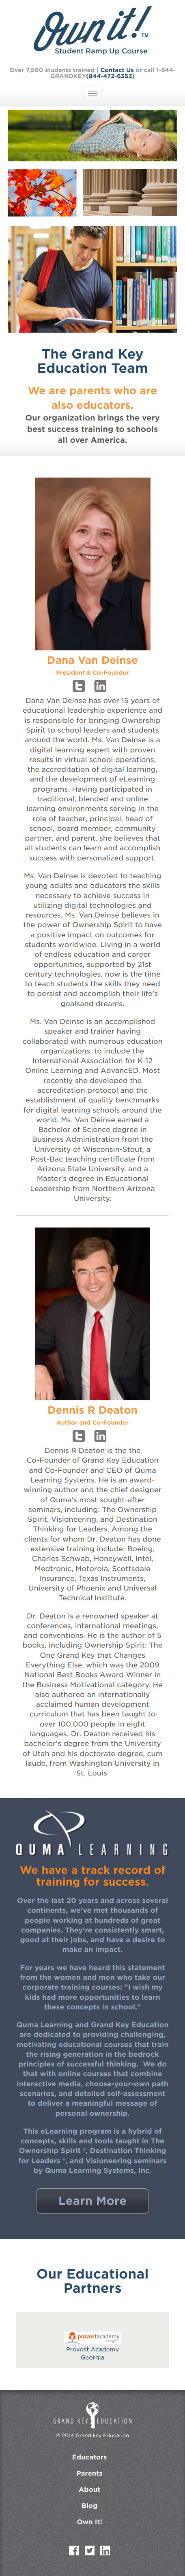 Own it! TM
Student Ramp Up Course
Over 7,500 students trained | Contact Us or call 1-844-
GRANDKEY(844-472-6353)
The Grand Key
Education Team
We are parents who are
also educators.
Our organization brings the very
best success training to schools
all over America.
Dana Van Deinse
President & Co-Founder
Dana Van Deinse has over 15 years of
educational leadership experience and
is responsible for bringing Ownership
Spirit to school leaders and students
around the world. Ms. Van Deinse is a
digital learning expert with proven
results in virtual school operations,
the accreditation of digital learning,
and the development of eLearning
programs. Having participated in
traditional, blended and online
learning environments serving in the
role of teacher, principal, head of
school, board member, community
partner, and parent, she believes that
all students can learn and accomplish
success with personalized support.
Ms. Van Deinse is devoted to teaching
young adults and educators the skills
necessary to achieve success in
utilizing digital technologies and
resources. Ms. Van Deinse believes in
the power of Ownership Spirit to have
a positive impact on outcomes for
students worldwide. Living in a world
of endless education and career
opportunities, supported by 21st
century technologies, now is the time
to teach students the skills they need
to persist and accomplish their life's
goalsand dreams.
Ms. Van Deinse is an accomplished
speaker and trainer having
collaborated with numerous education
organizations, to include the
International Association for K-12
Online Learning and AdvancED. Most
recently she developed the
accreditation protocol and the
establishment of quality benchmarks
for digital learning schools around the
world. Ms. Van Deinse earned a
Bachelor of Science degree in
Business Administration from the
University of Wisconsin-Stout, a
Post-Bac teaching certificate from
Arizona State University, and a
Master's degree in Educational
Leadership from Northern Arizona
University.
Dennis R Deaton
Author and Co-Founder
Dennis R Deaton is the the
Co-Founder of Grand Key Education
and Co-Founder and CEO of Quma
Learning Systems. He is an award-
winning author and the chief designer
of Quma's most sought-after
seminars, including: The Ownership
Spirit, Visioneering, and Destination
Thinking for Leaders. Among the
clients for whom Dr. Deaton has done
extensive training include: Boeing,
Charles Schwab, Honeywell, Intel,
Medtronic, Motorola, Scottsdale
Insurance, Texas Instruments,
University of Phoenix and Universal
Technical Institute.
Dr. Deaton is a renowned speaker at
conferences, international meetings,
and conventions. He is the author of 5
books, including Ownership Spirit: The
One Grand Key that Changes
Everything Else, which was the 2009
National Best Books Award Winner in
the Business Motivational category. He
also authored an internationally
acclaimed human development
curriculum that has been taught to
over 100,000 people in eight
languages. Dr. Deaton received his
bachelor's degree from the University
of Utah and his doctorate degree, cum
laude, from Washington University in
St. Louis.
QUMA LEARNING
We have a track record of
training for success.
Over the last 20 years and across several
continents, we've met thousands of
people working at hundreds of great
companies. They're consistently smart,
good at their jobs, and have a desire to
make an impact.
For years we have heard this statement
from the women and men who take our
corporate training courses: "I wish my
kids had more opportunities to learn
these concepts in school."
Quma Learning and Grand Key Education
are dedicated to providing challenging,
motivating educational courses that train
the rising generation in the bedrock
principles of successful thinking. We do
that with online courses that combine
interactive media, choose-your-own path
scenarios, and detailed self-assessment
to deliver a meaningful message of
personal ownership.
This eLearning program is a hybrid of
concepts, skills and tools taught in The
Ownership Spirit ®, Destination Thinking
for Leaders ®, and Visioneering seminars
by Quma Learning Systems, Inc.
Learn More
Our Educational
Partners
provostacademy
Provost Academy
Georgia
GRAND KEY EDUCATION
© 2014 Grand key Education
Educators
Parents
About
Blog
Own It!